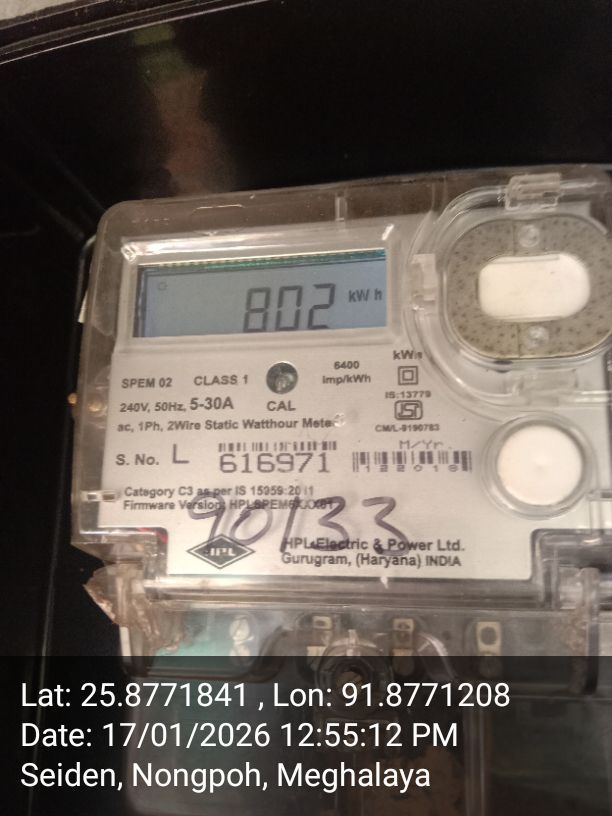 802 kWh
SPEM 02 CLASS 1
6400 imp/kWh
kWh
240V, 50Hz, 5-30A CAL
IS:13779
CM/L-9190783
ac, 1Ph, 2Wire Static Watthour Meter
M/Yr.
S. No. L 616971 122018
Category C3 as per IS 15959:2011
Firmware Version:
90133
HPL
HPL Electric & Power Ltd.
Gurugram, (Haryana) INDIA
Lat: 25.8771841 , Lon: 91.8771208
Date: 17/01/2026 12:55:12 PM
Seiden, Nongpoh, Meghalaya